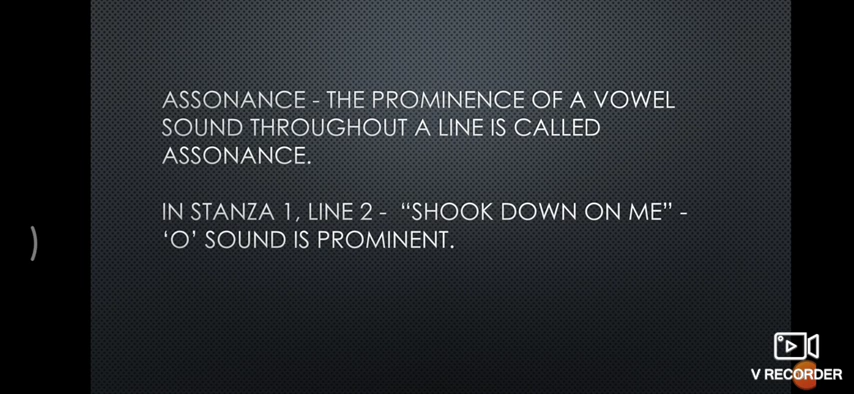 ASSONANCE - THE PROMINENCE OF A VOWEL
SOUND THROUGHOUT A LINE IS CALLED
ASSONANCE.
IN STANZA 1, LINE 2 - “SHOOK DOWN ON ME” -
‘O’ SOUND IS PROMINENT.
V RECORDER